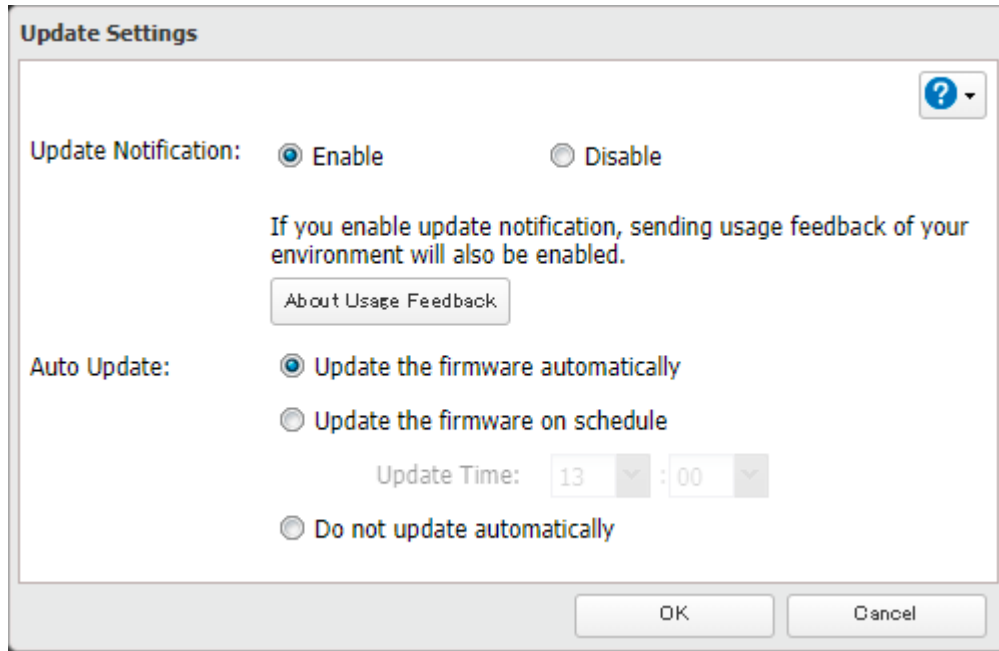 Update Settings
?
Update Notification:
Enable
Disable
If you enable update notification, sending usage feedback of your
environment will also be enabled.
About Usage Feedback
Auto Update:
Update the firmware automatically
Update the firmware on schedule
Update Time: 13 : 00
Do not update automatically
OK
Cancel